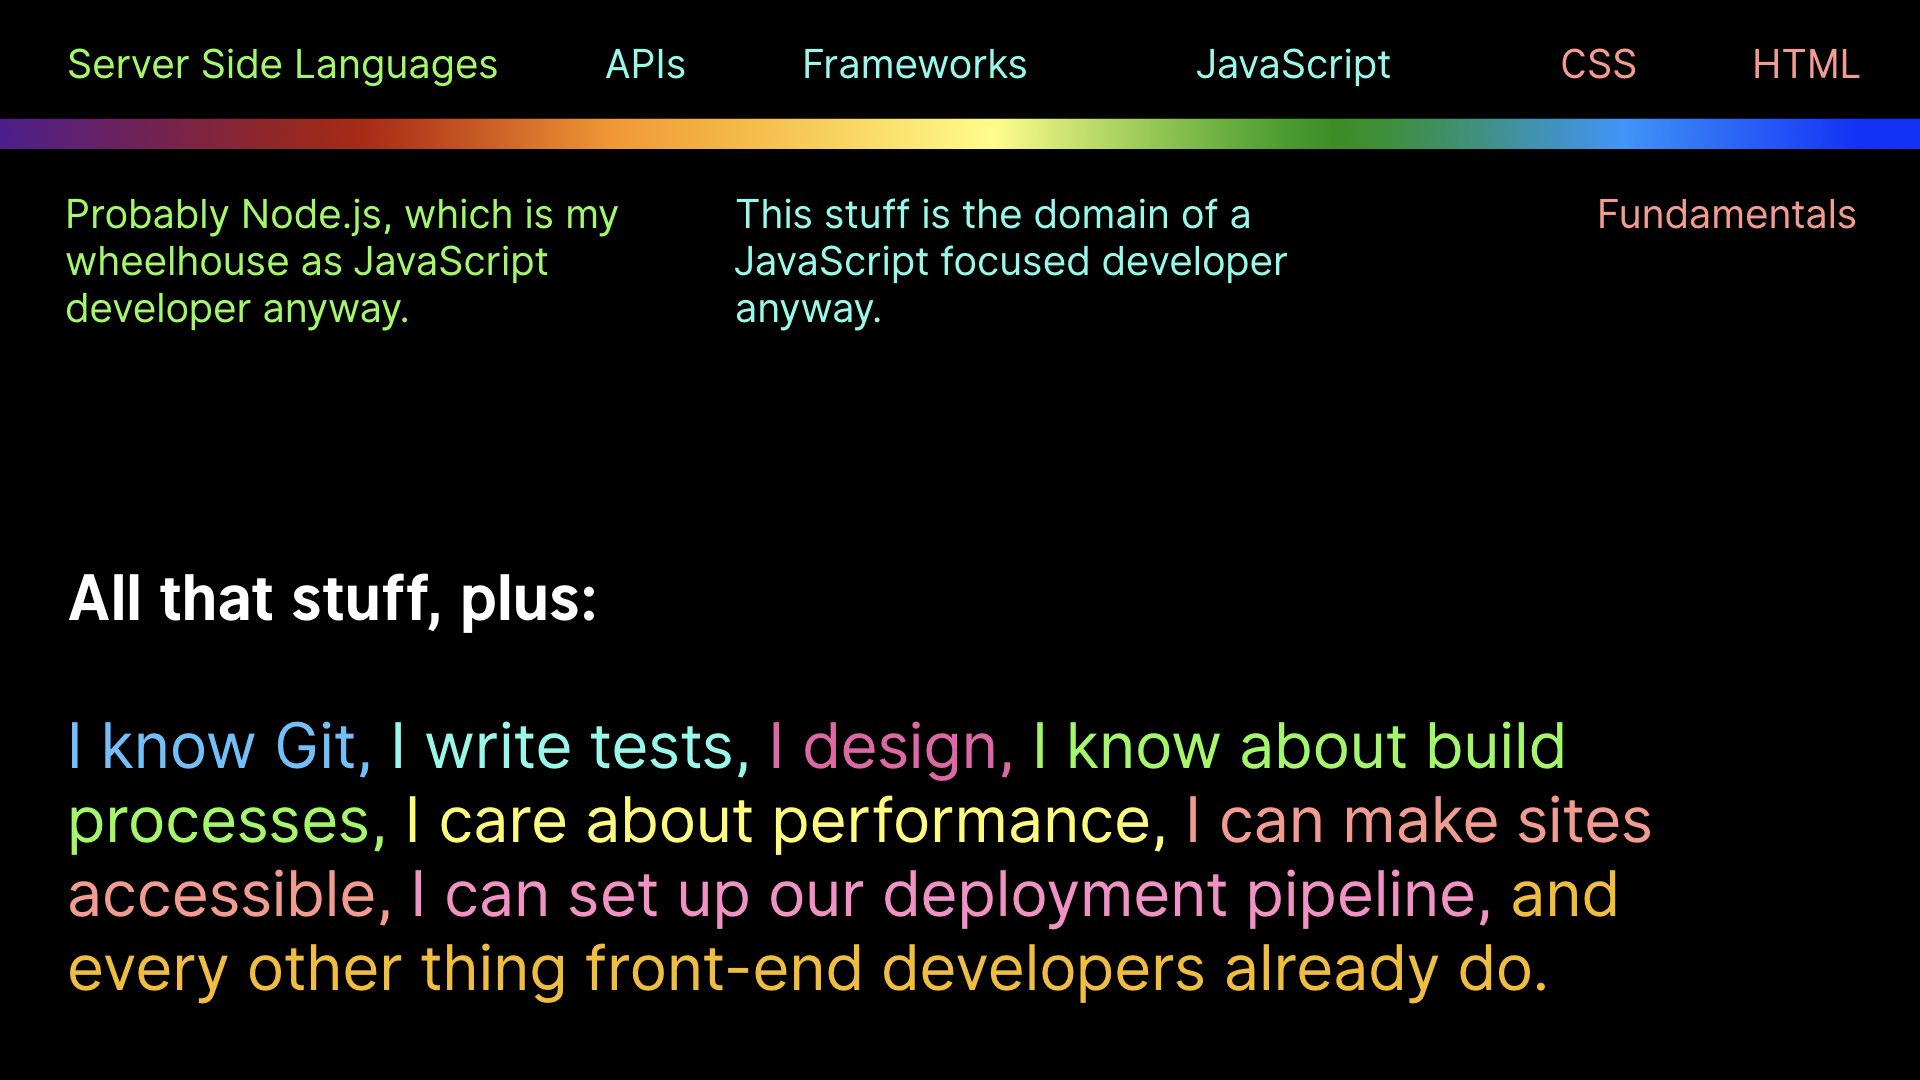 Server Side Languages APIs Frameworks JavaScript CSS HTML
Probably Node.js, which is my
wheelhouse as JavaScript
developer anyway.
This stuff is the domain of a
JavaScript focused developer
anyway.
Fundamentals
All that stuff, plus:
I know Git, I write tests, I design, I know about build
processes, I care about performance, I can make sites
accessible, I can set up our deployment pipeline, and
every other thing front-end developers already do.